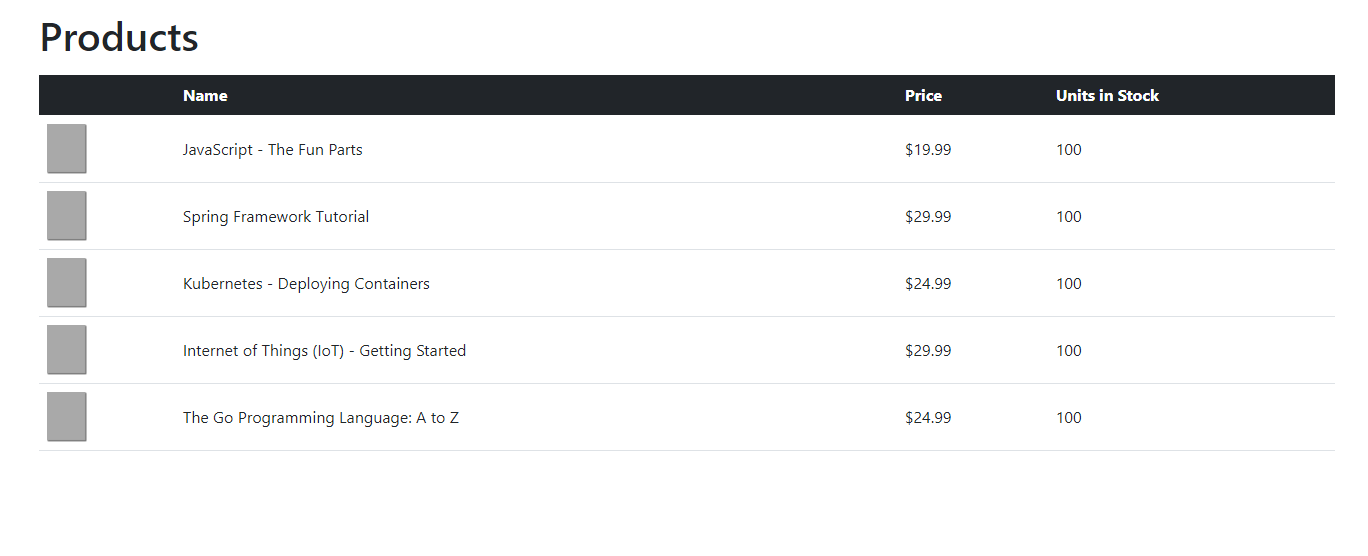 Products
Name Price Units in Stock
JavaScript - The Fun Parts $19.99 100
Spring Framework Tutorial $29.99 100
Kubernetes - Deploying Containers $24.99 100
Internet of Things (IoT) - Getting Started $29.99 100
The Go Programming Language: A to Z $24.99 100